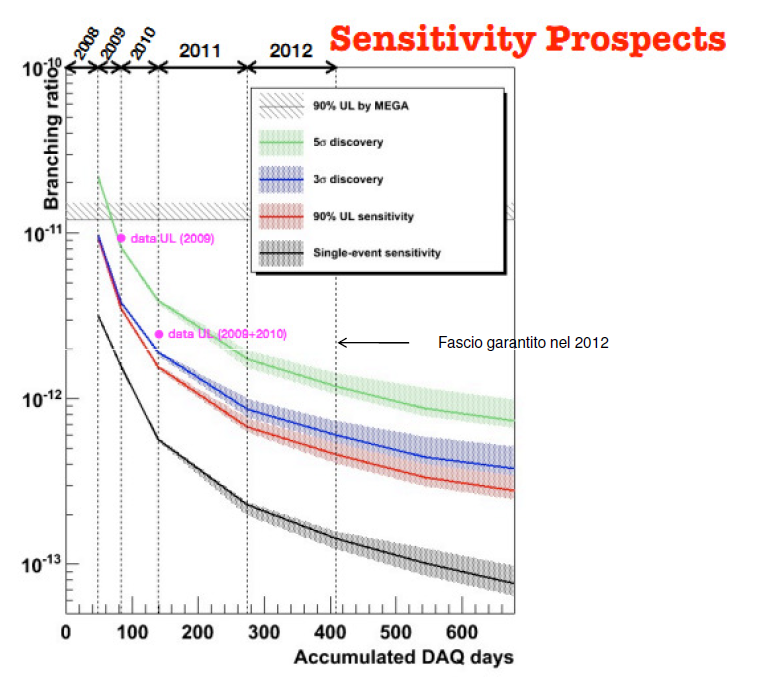 Sensitivity Prospects
2008
2009
2010
2011
2012
Branching ratio
10-10
10-11
10-12
10-13
90% UL by MEGA
5σ discovery
3σ discovery
90% UL sensitivity
Single-event sensitivity
data UL (2009)
data UL (2009+2010)
Fascio garantito nel 2012
0 100 200 300 400 500 600
Accumulated DAQ days